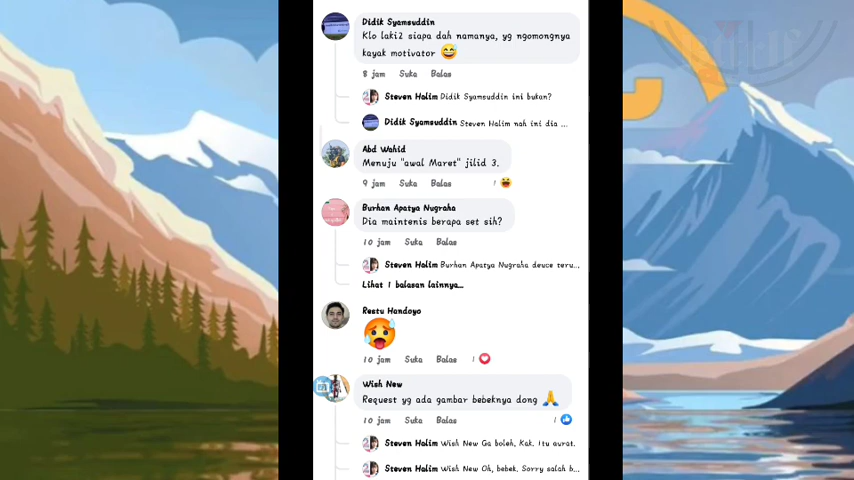 Didik Syamsuddin
Klo laki2 siapa dah namanya, yg ngomongnya
kayak motivator
8 jam Suka Balas
Steven Halim Didik Syamsuddin ini bukan?
Didik Syamsuddin Steven Halim nah ini dia ...
Abd Wahid
Menuju "awal Maret" jilid 3.
9 jam Suka Balas 1
Burhan Apatya Nugraha
Dia maintenis berapa set sih?
10 jam Suka Balas
Steven Halim Burhan Apatya Nugraha deuce teru...
Lihat 1 balasan lainnya...
Restu Handoyo
10 jam Suka Balas 1
Wish New
Request yg ada gambar bebeknya dong
10 jam Suka Balas 1
Steven Halim Wish New Ga boleh, Kak. Itu aurat.
Steven Halim Wish New Oh, bebek. Sorry salah b...